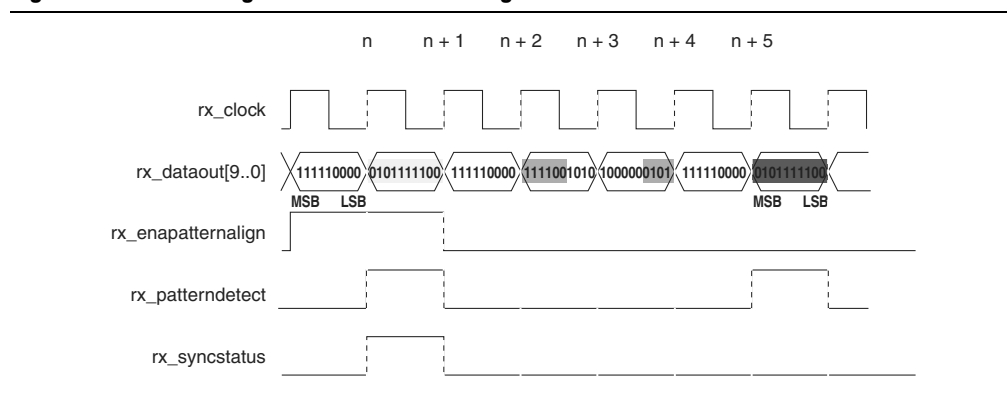 n n + 1 n + 2 n + 3 n + 4 n + 5
rx_clock
rx_dataout[9..0] 111110000 0101111100 111110000 1111001010 1000000101 111110000 0101111100
MSB LSB MSB LSB
rx_enapatternalign
rx_patterndetect
rx_syncstatus